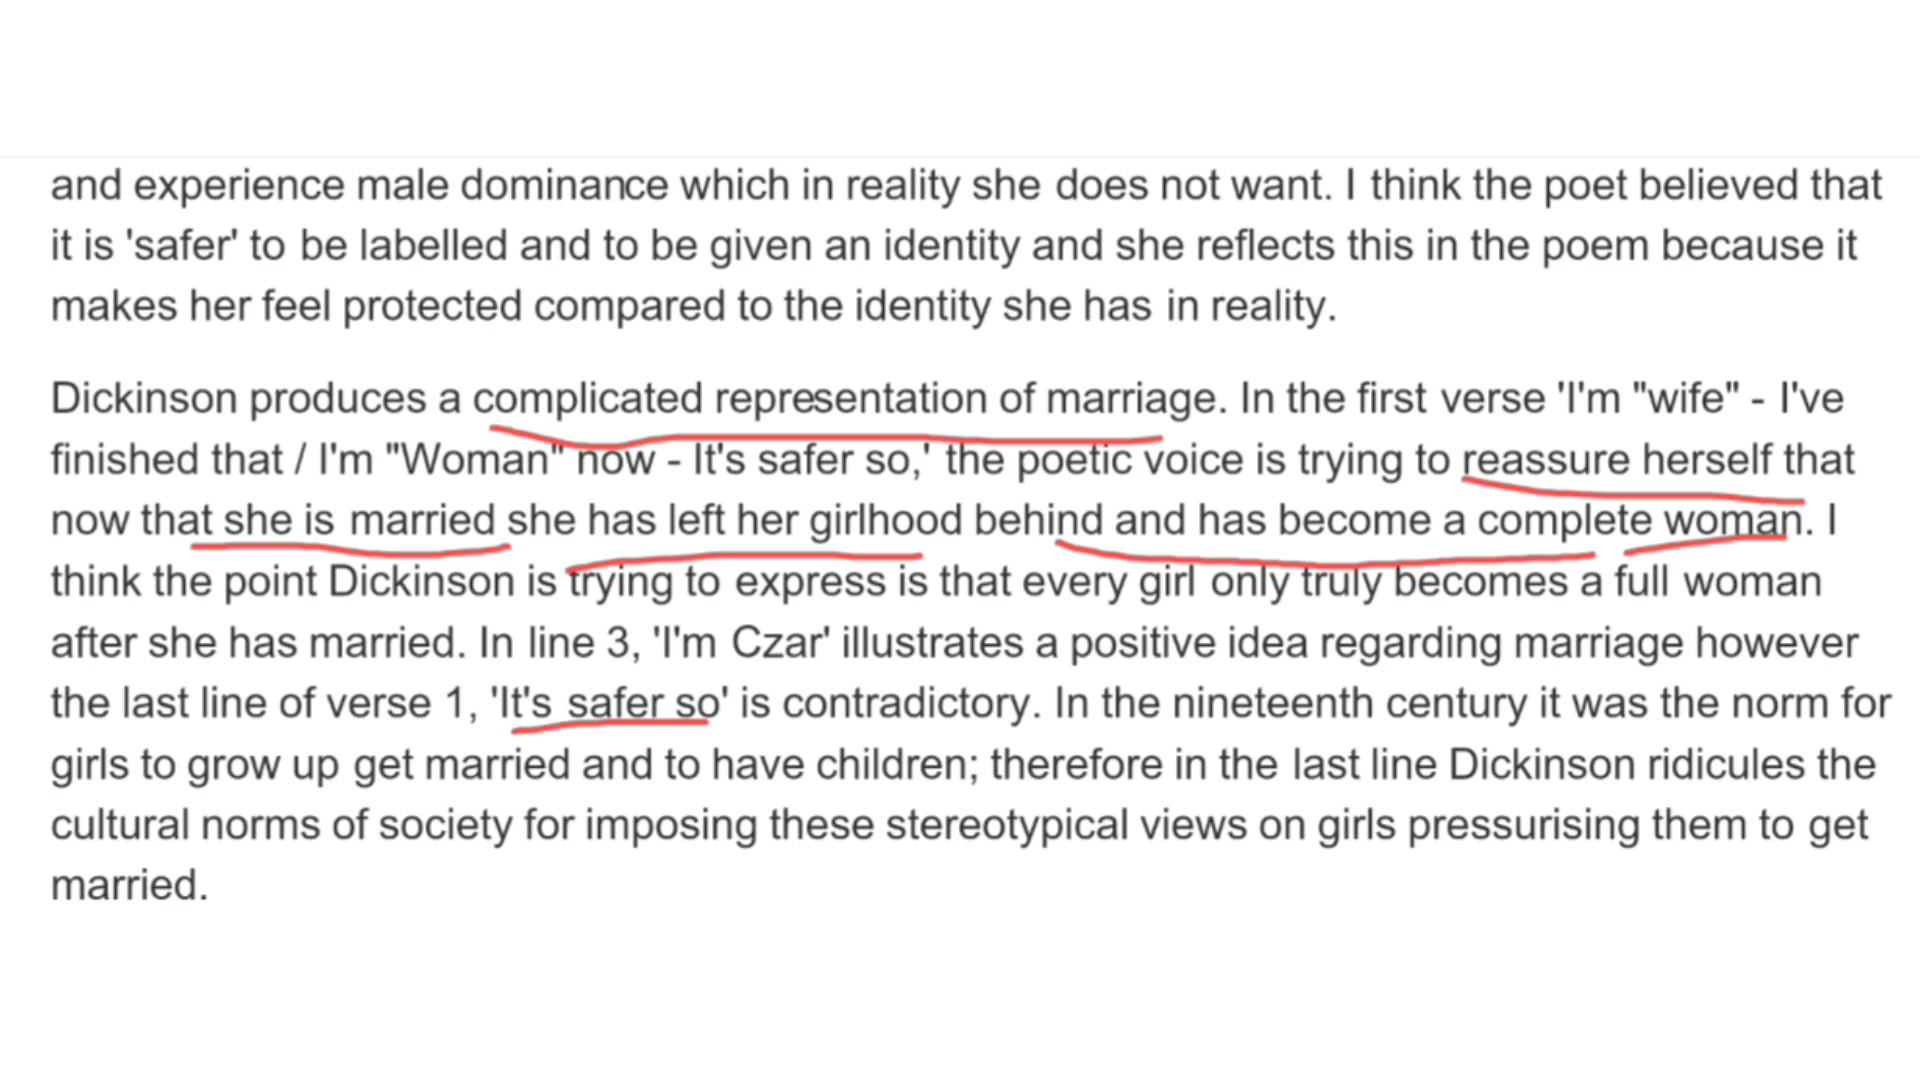 and experience male dominance which in reality she does not want. I think the poet believed that
it is 'safer' to be labelled and to be given an identity and she reflects this in the poem because it
makes her feel protected compared to the identity she has in reality.
Dickinson produces a complicated representation of marriage. In the first verse 'I'm "wife" - I've
finished that / I'm "Woman" now - It's safer so,' the poetic voice is trying to reassure herself that
now that she is married she has left her girlhood behind and has become a complete woman. I
think the point Dickinson is trying to express is that every girl only truly becomes a full woman
after she has married. In line 3, 'I'm Czar' illustrates a positive idea regarding marriage however
the last line of verse 1, 'It's safer so' is contradictory. In the nineteenth century it was the norm for
girls to grow up get married and to have children; therefore in the last line Dickinson ridicules the
cultural norms of society for imposing these stereotypical views on girls pressurising them to get
married.